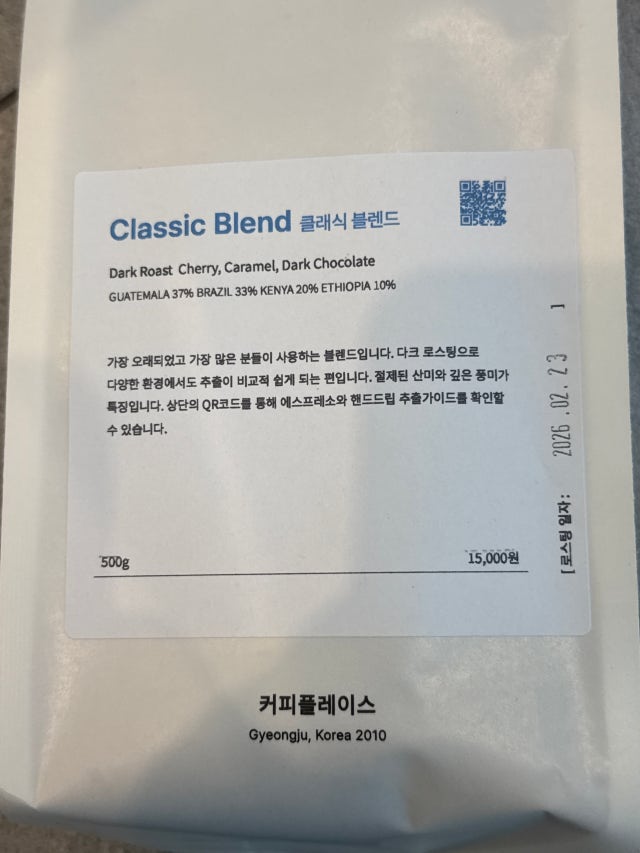 Classic Blend 클래식 블렌드
Dark Roast Cherry, Caramel, Dark Chocolate
GUATEMALA 37% BRAZIL 33% KENYA 20% ETHIOPIA 10%
가장 오래되었고 가장 많은 분들이 사용하는 블렌드입니다. 다크 로스팅으로
다양한 환경에서도 추출이 비교적 쉽게 되는 편입니다. 절제된 산미와 깊은 풍미가
특징입니다. 상단의 QR코드를 통해 에스프레소와 핸드드립 추출가이드를 확인할
수 있습니다.
500g
15,000원
[로스팅 일자: 2026.02.23 ]
커피플레이스
Gyeongju, Korea 2010